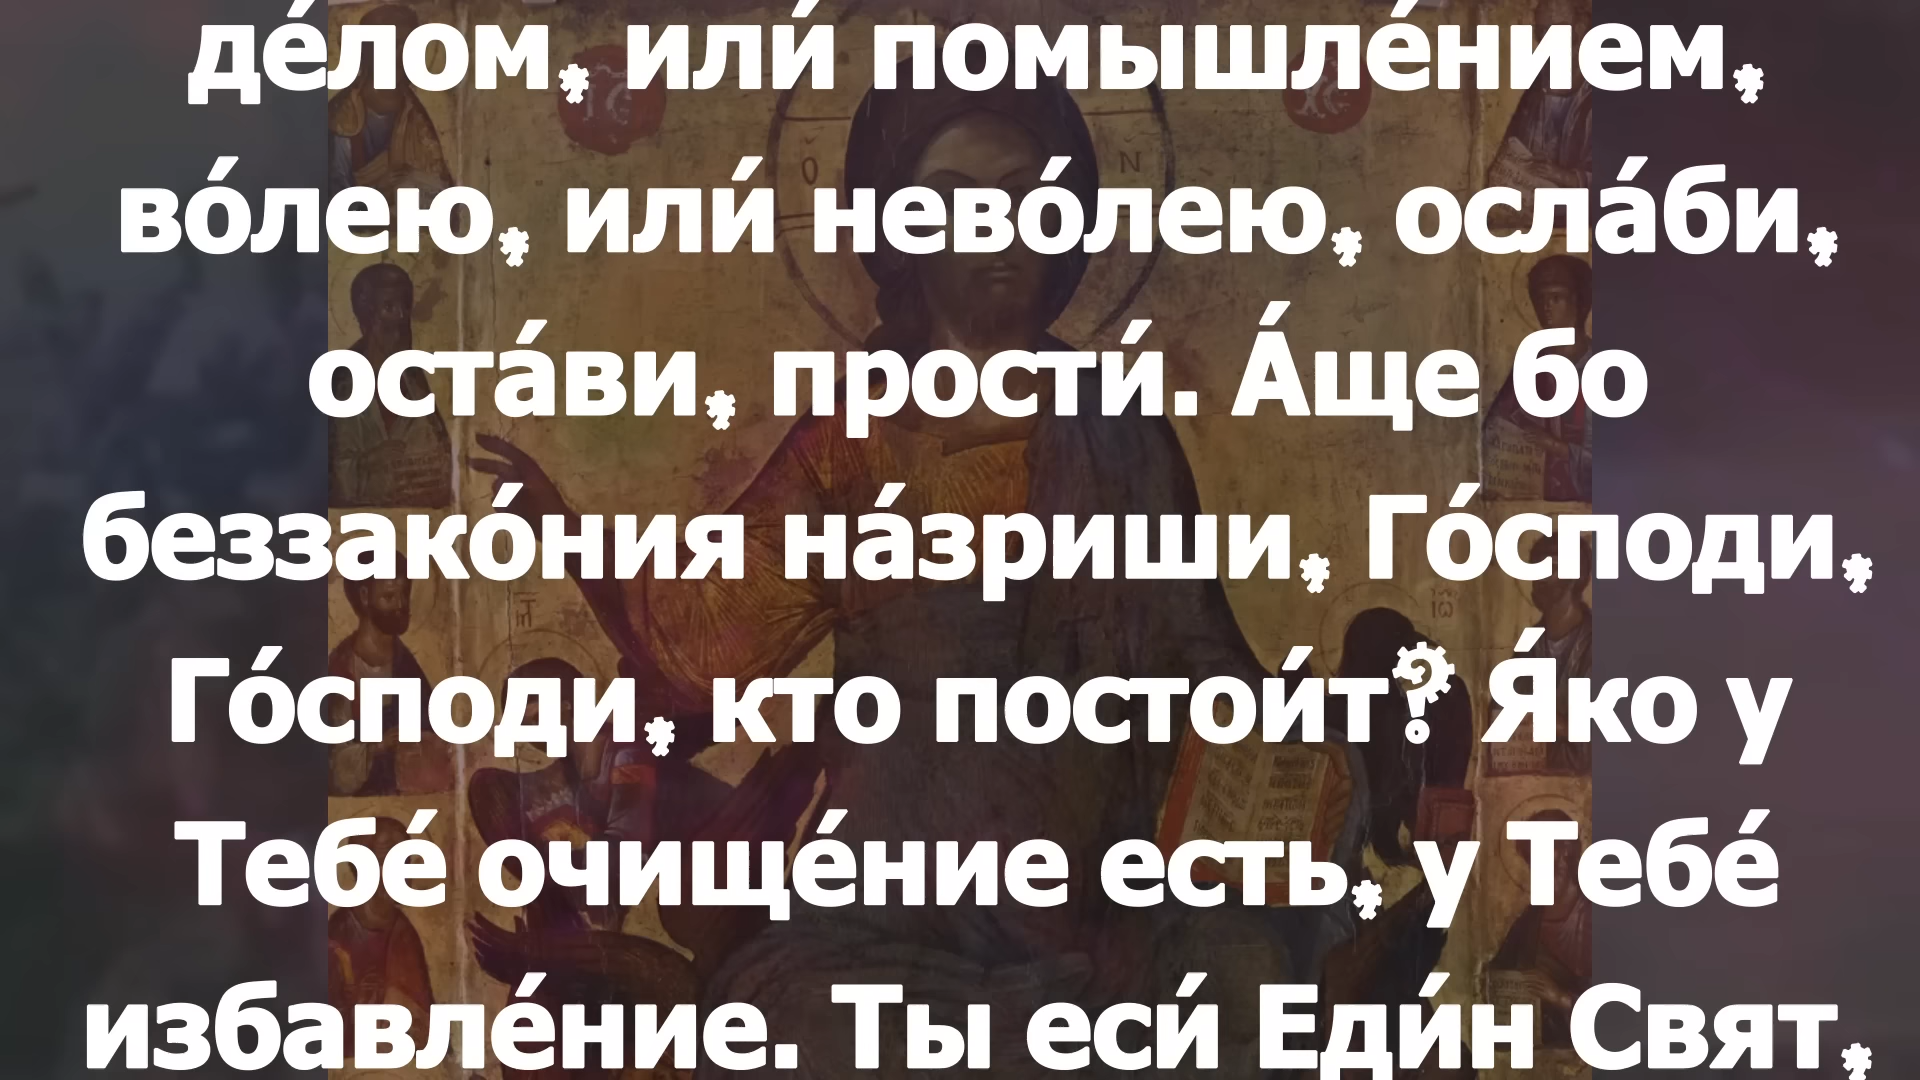 де́лом, или́ помышле́нием,
во́лею, или́ нево́лею, осла́би,
оста́ви, прости́. А́ще бо
беззако́ния на́зриши, Го́споди,
Го́споди, кто постои́т? Я́ко у
Тебе́ очище́ние есть, у Тебе́
избавле́ние. Ты еси́ Еди́н Свят,